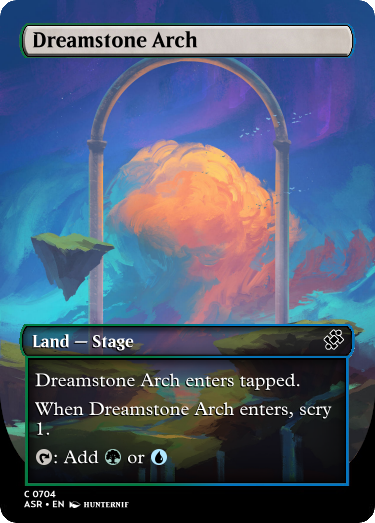 Dreamstone Arch
Land — Stage
Dreamstone Arch enters tapped.
When Dreamstone Arch enters, scry
1.
: Add or
C 0704
ASR • EN HUNTERNIF